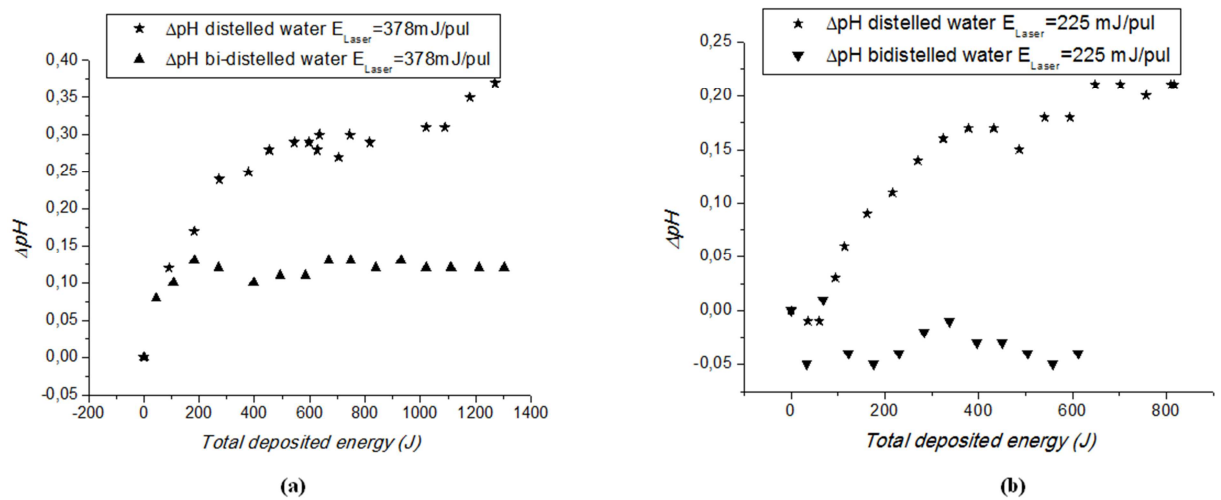 ΔpH distelled water E_Laser=378mJ/pul
ΔpH bi-distelled water E_Laser=378mJ/pul
0,40
0,35
0,30
0,25
0,20
0,15
0,10
0,05
0,00
-0,05
ΔpH
-200 0 200 400 600 800 1000 1200 1400
Total deposited energy (J)
(a)
ΔpH distelled water E_Laser=225 mJ/pul
ΔpH bidistelled water E_Laser=225 mJ/pul
0,25
0,20
0,15
0,10
0,05
0,00
-0,05
ΔpH
0 200 400 600 800
Total deposited energy (J)
(b)